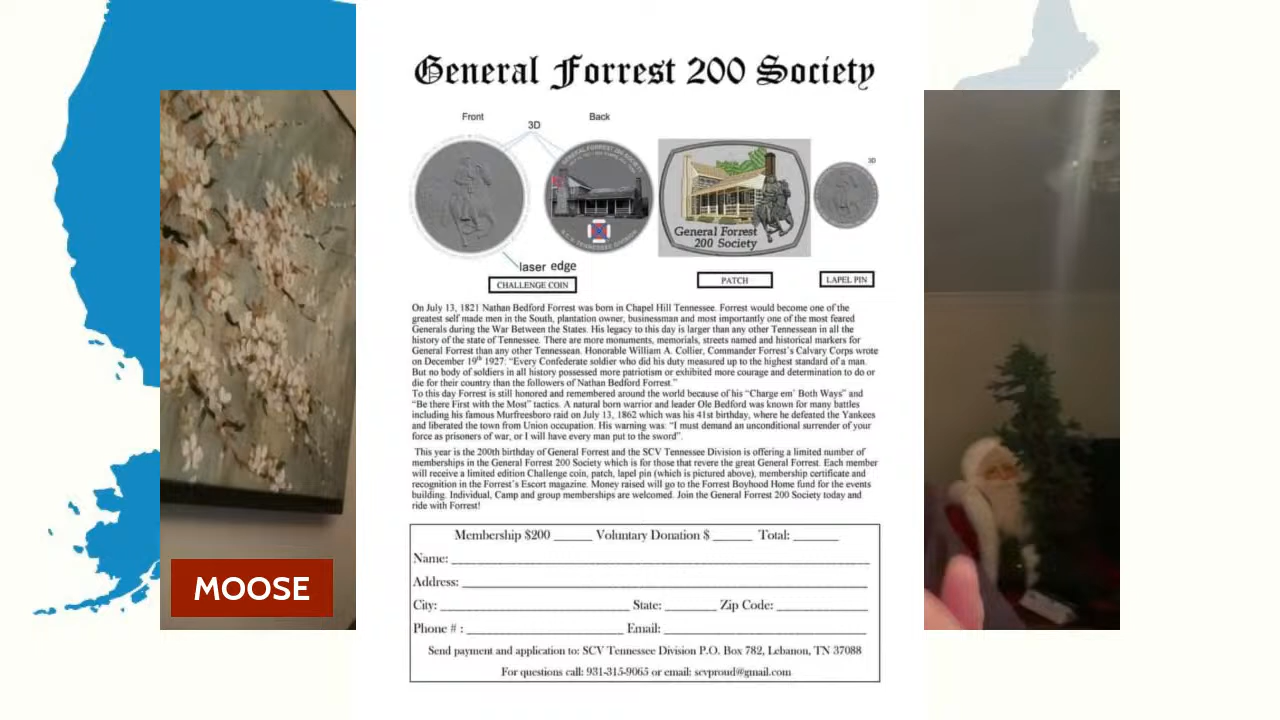 General Forrest 200 Society
Front
3D
Back
3D
General Forrest
200 Society
laser edge
CHALLENGE COIN
PATCH
LAPEL PIN
On July 13, 1821 Nathan Bedford Forrest was born in Chapel Hill Tennessee. Forrest would become one of the
greatest self made men in the South, plantation owner, businessman and most importantly one of the most feared
Generals during the War Between the States. His legacy to this day is larger than any other Tennessean in all the
history of the state of Tennessee. There are more monuments, memorials, streets named and historical markers for
General Forrest than any other Tennessean. Honorable William A. Collier, Commander Forrest's Calvary Corps wrote
on December 19th 1927: “Every Confederate soldier who did his duty measured up to the highest standard of a man.
But no body of soldiers in all history possessed more patriotism or exhibited more courage and determination to do or
die for their country than the followers of Nathan Bedford Forrest.”
To this day Forrest is still honored and remembered around the world because of his “Charge em' Both Ways” and
“Be there First with the Most” tactics. A natural born warrior and leader Ole Bedford was known for many battles
including his famous Murfreesboro raid on July 13, 1862 which was his 41st birthday, where he defeated the Yankees
and liberated the town from Union occupation. His warning was: “I must demand an unconditional surrender of your
force as prisoners of war, or I will have every man put to the sword”.
This year is the 200th birthday of General Forrest and the SCV Tennessee Division is offering a limited number of
memberships in the General Forrest 200 Society which is for those that revere the great General Forrest. Each member
will receive a limited edition Challenge coin, patch, lapel pin (which is pictured above), membership certificate and
recognition in the Forrest's Escort magazine. Money raised will go to the Forrest Boyhood Home fund for the events
building. Individual, Camp and group memberships are welcomed. Join the General Forrest 200 Society today and
ride with Forrest!
Membership $200 ______ Voluntary Donation $ ______ Total: _______
Name:
Address:
City: State: Zip Code:
Phone # : Email:
Send payment and application to: SCV Tennessee Division P.O. Box 782, Lebanon, TN 37088
For questions call: 931-315-9065 or email: scvproud@gmail.com
MOOSE